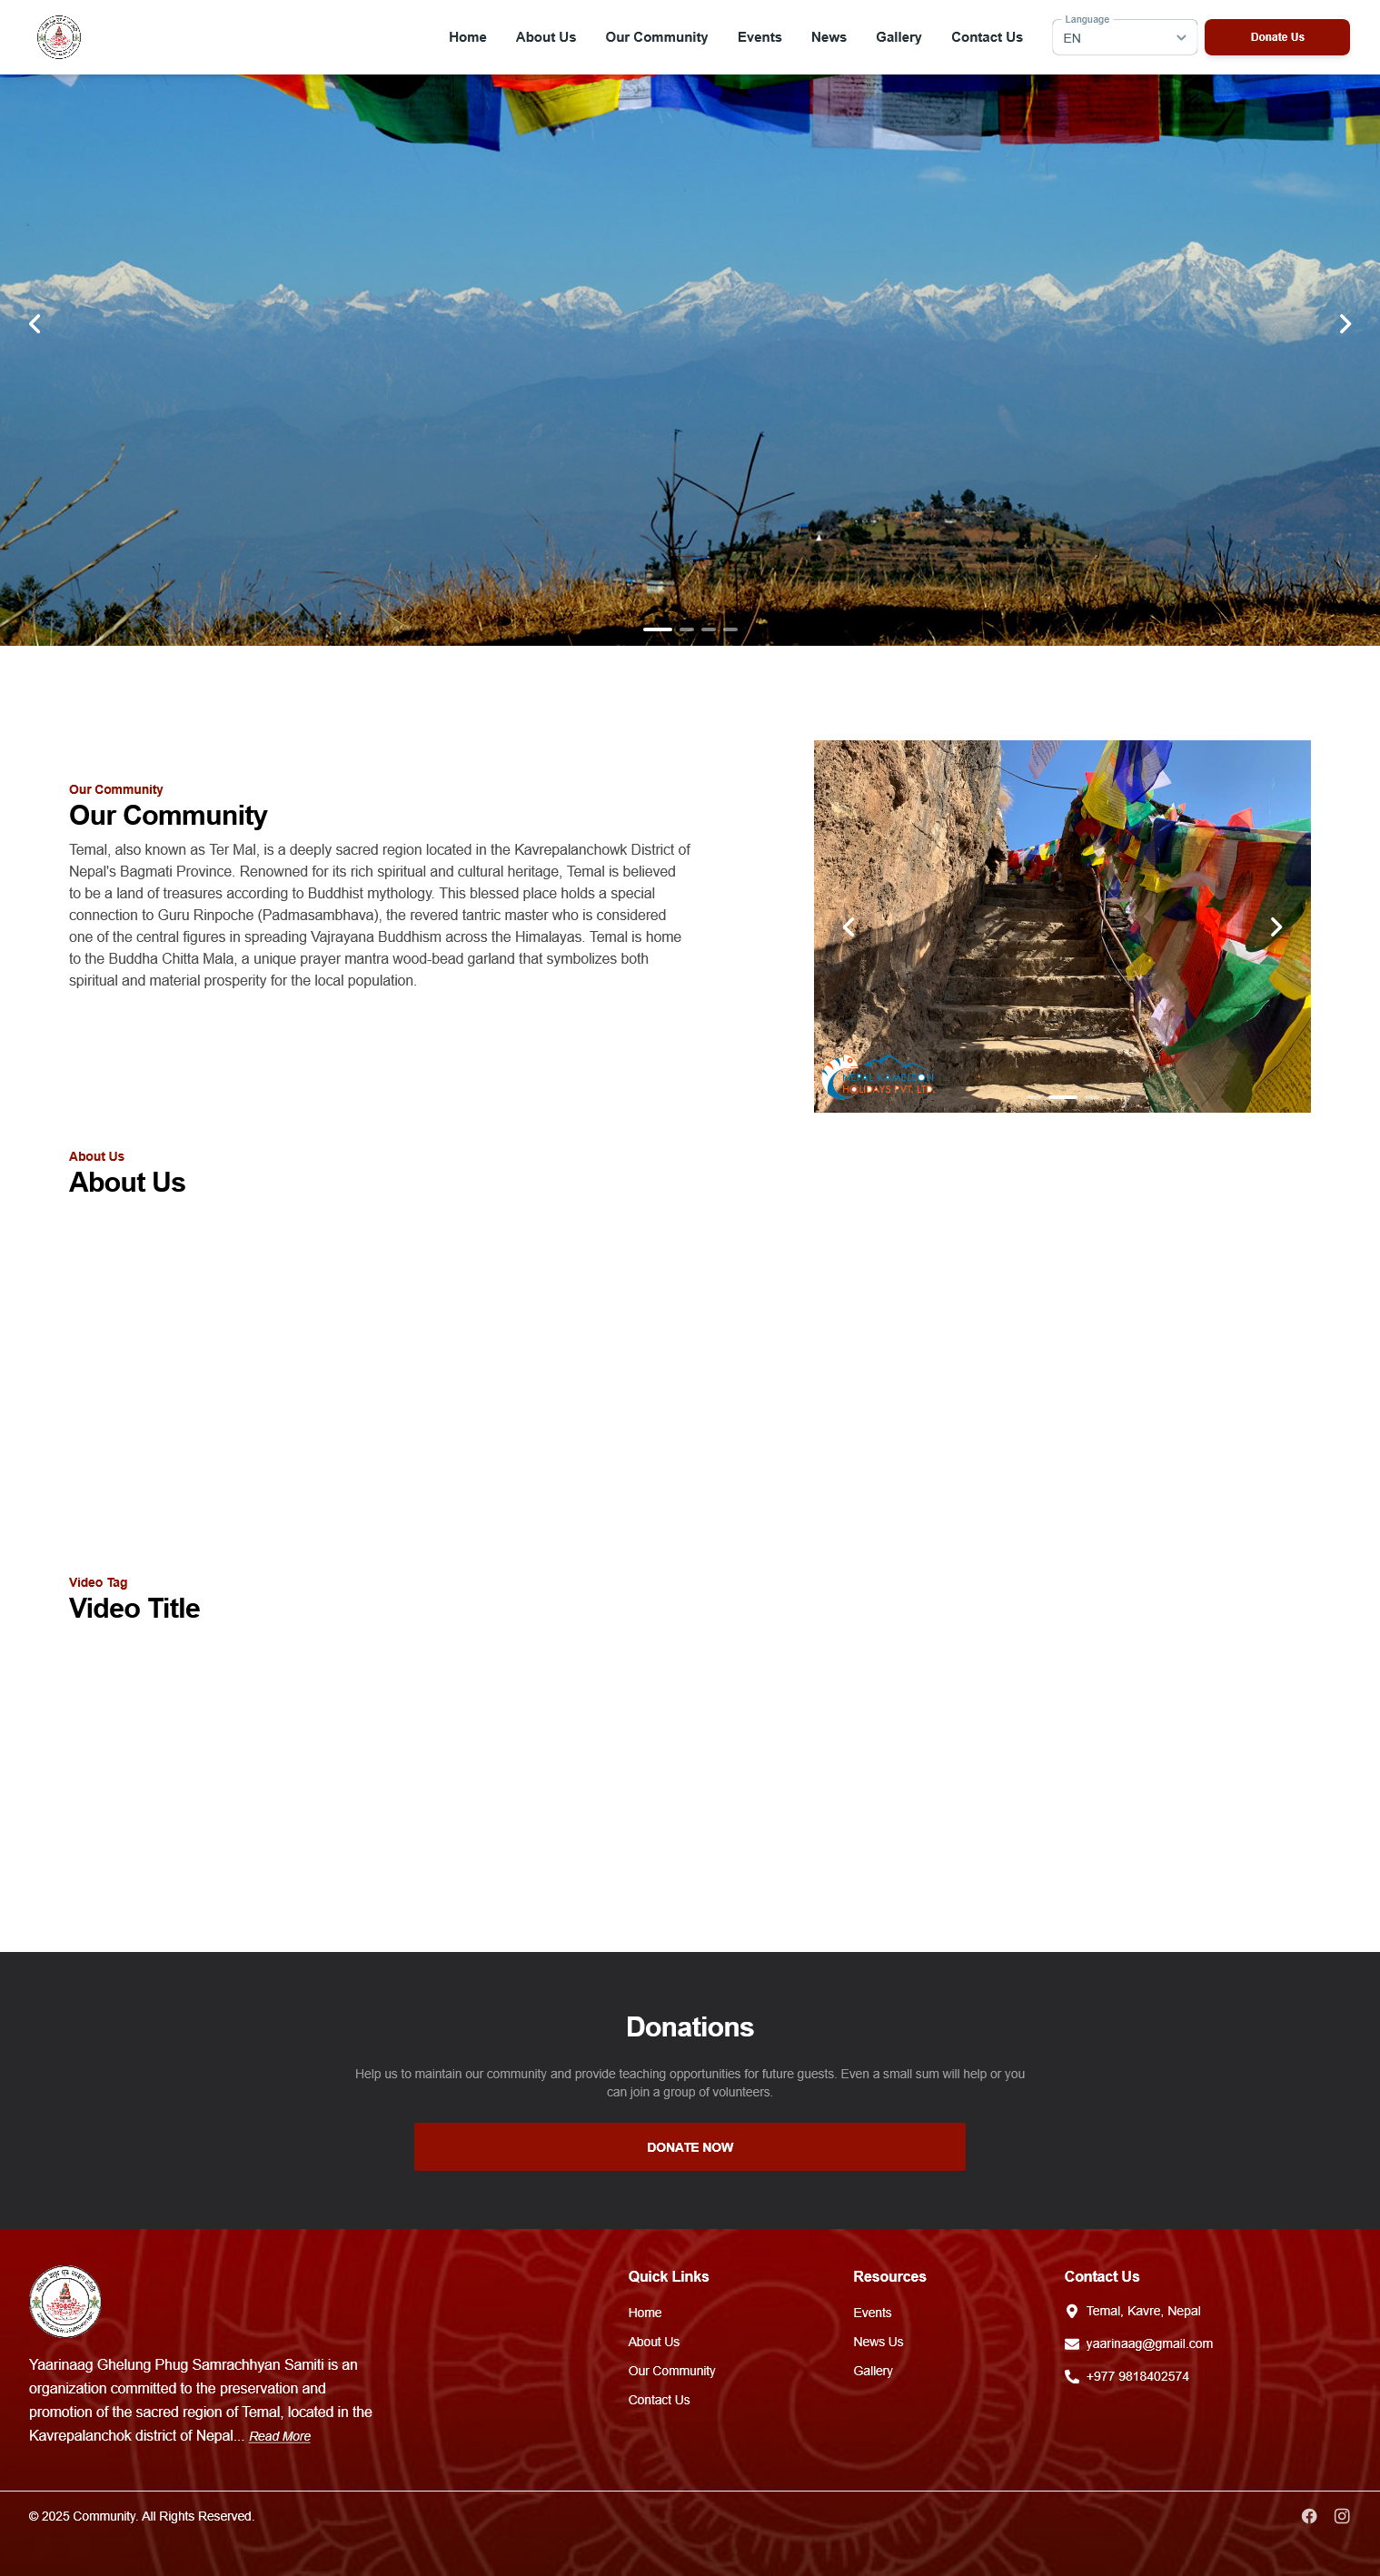 Home About Us Our Community Events News Gallery Contact Us Language EN Donate Us
Our Community
Our Community
Temal, also known as Ter Mal, is a deeply sacred region located in the Kavrepalanchowk District of
Nepal's Bagmati Province. Renowned for its rich spiritual and cultural heritage, Temal is believed
to be a land of treasures according to Buddhist mythology. This blessed place holds a special
connection to Guru Rinpoche (Padmasambhava), the revered tantric master who is considered
one of the central figures in spreading Vajrayana Buddhism across the Himalayas. Temal is home
to the Buddha Chitta Mala, a unique prayer mantra wood-bead garland that symbolizes both
spiritual and material prosperity for the local population.
HOLIDAYS PVT. LTD.
About Us
About Us
Video Tag
Video Title
Donations
Help us to maintain our community and provide teaching opportunities for future guests. Even a small sum will help or you
can join a group of volunteers.
DONATE NOW
Yaarinaag Ghelung Phug Samrachhyan Samiti is an
organization committed to the preservation and
promotion of the sacred region of Temal, located in the
Kavrepalanchok district of Nepal... Read More
Quick Links
Home
About Us
Our Community
Contact Us
Resources
Events
News Us
Gallery
Contact Us
Temal, Kavre, Nepal
yaarinaag@gmail.com
+977 9818402574
© 2025 Community. All Rights Reserved.